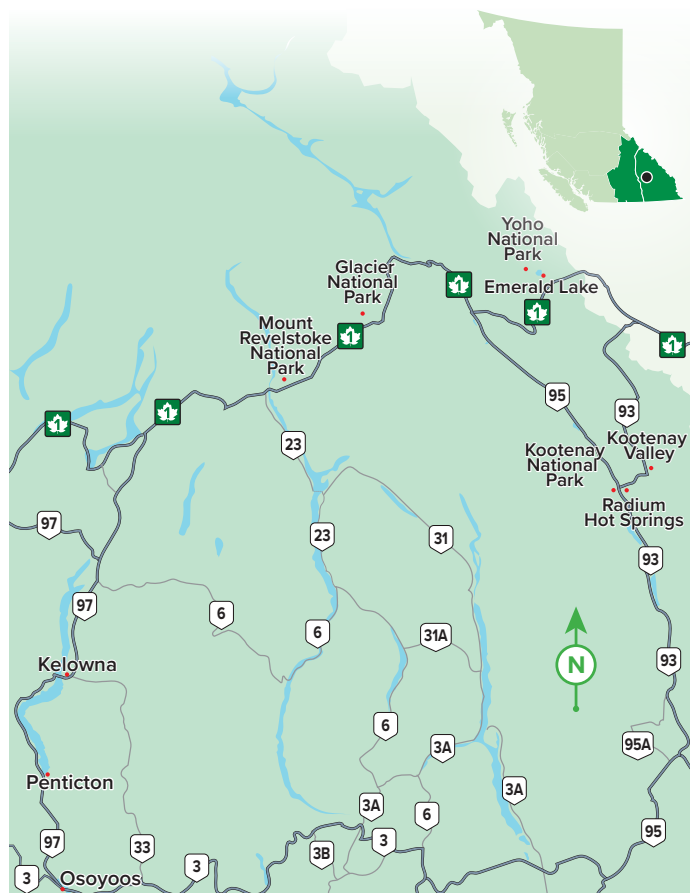 Yoho
National
Park
Emerald Lake
Glacier
National
Park
1
1
Mount
Revelstoke
National
Park
1
1
1
1
95
93
23
Kootenay
National
Park
Kootenay
Valley
Radium
Hot Springs
97
23
31
93
97
6
6
31A
N
Kelowna
93
6
3A
95A
Penticton
3A
3A
6
97
33
3
3B
3
95
3
Osoyoos